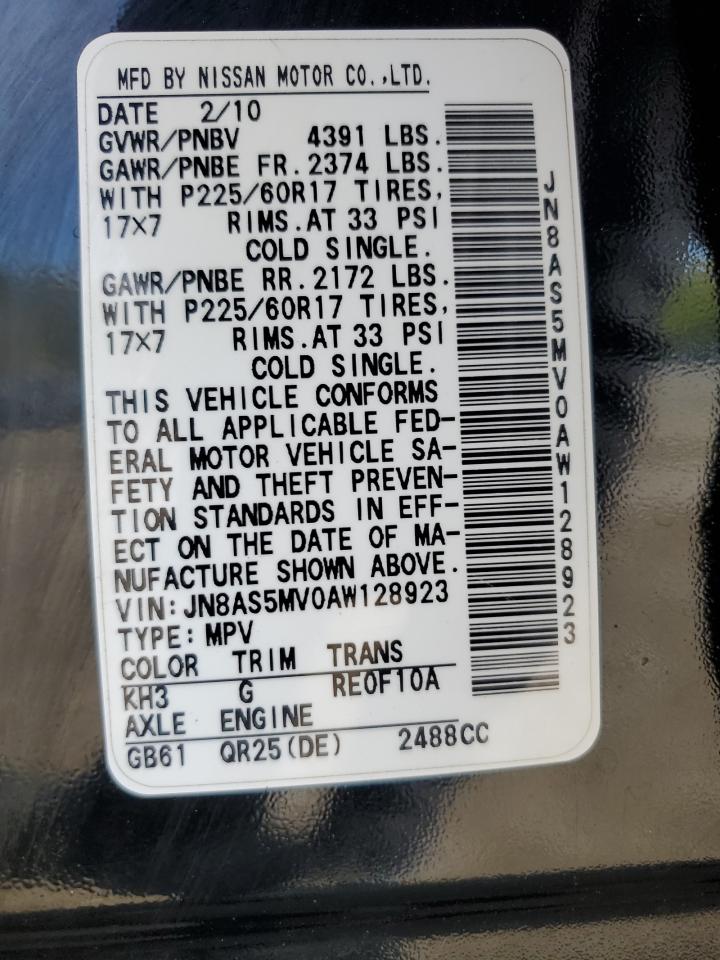 MFD BY NISSAN MOTOR CO.,LTD.
DATE 2/10
GVWR/PNBV 4391 LBS.
GAWR/PNBE FR.2374 LBS.
WITH P225/60R17 TIRES,
17×7 RIMS.AT 33 PSI
COLD SINGLE.
GAWR/PNBE RR.2172 LBS.
WITH P225/60R17 TIRES,
17×7 RIMS.AT 33 PSI
COLD SINGLE.
THIS VEHICLE CONFORMS
TO ALL APPLICABLE FED-
ERAL MOTOR VEHICLE SA-
FETY AND THEFT PREVEN-
TION STANDARDS IN EFF-
ECT ON THE DATE OF MA-
NUFACTURE SHOWN ABOVE.
VIN:JN8AS5MV0AW128923
TYPE:MPV
COLOR TRIM TRANS
KH3 G RE0F10A
AXLE ENGINE
GB61 QR25(DE) 2488CC
JN8AS5MV0AW128923